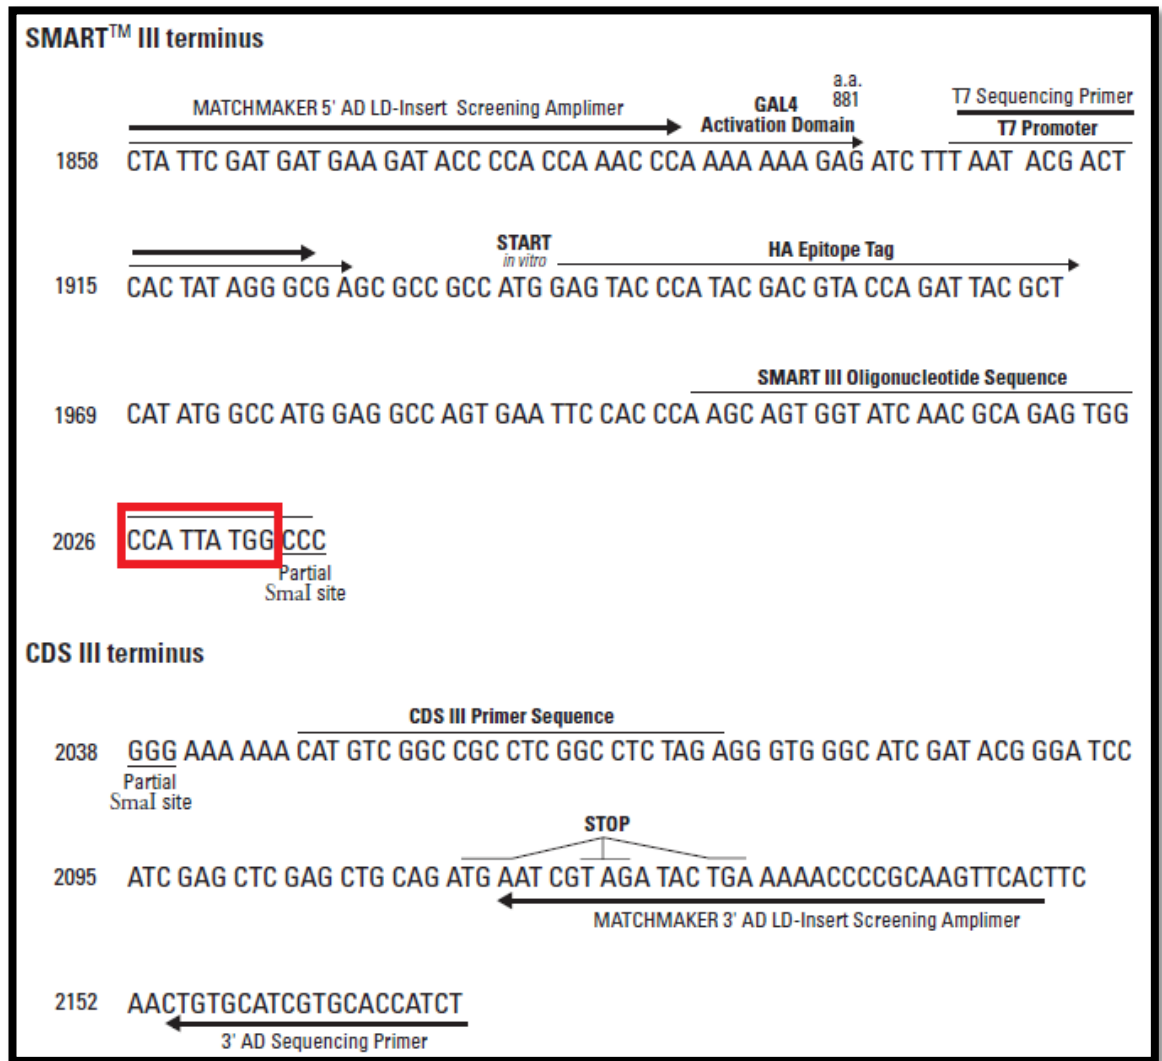 SMART™ III terminus
a.a.
MATCHMAKER 5' AD LD-Insert Screening Amplimer GAL4 881 T7 Sequencing Primer
Activation Domain T7 Promoter
1858 CTA TTC GAT GAT GAA GAT ACC CCA CCA AAC CCA AAA AAA GAG ATC TTT AAT ACG ACT
START
in vitro HA Epitope Tag
1915 CAC TAT AGG GCG AGC GCC GCC ATG GAG TAC CCA TAC GAC GTA CCA GAT TAC GCT
SMART III Oligonucleotide Sequence
1969 CAT ATG GCC ATG GAG GCC AGT GAA TTC CAC CCA AGC AGT GGT ATC AAC GCA GAG TGG
2026 CCA TTA TGG CCC
Partial
SmaI site
CDS III terminus
CDS III Primer Sequence
2038 GGG AAA AAA CAT GTC GGC CGC CTC GGC CTC TAG AGG GTG GGC ATC GAT ACG GGA TCC
Partial
SmaI site
STOP
2095 ATC GAG CTC GAG CTG CAG ATG AAT CGT AGA TAC TGA AAAACCCCGCAAGTTCACTTC
MATCHMAKER 3' AD LD-Insert Screening Amplimer
2152 AACTGTGCATCGTGCACCATCT
3' AD Sequencing Primer